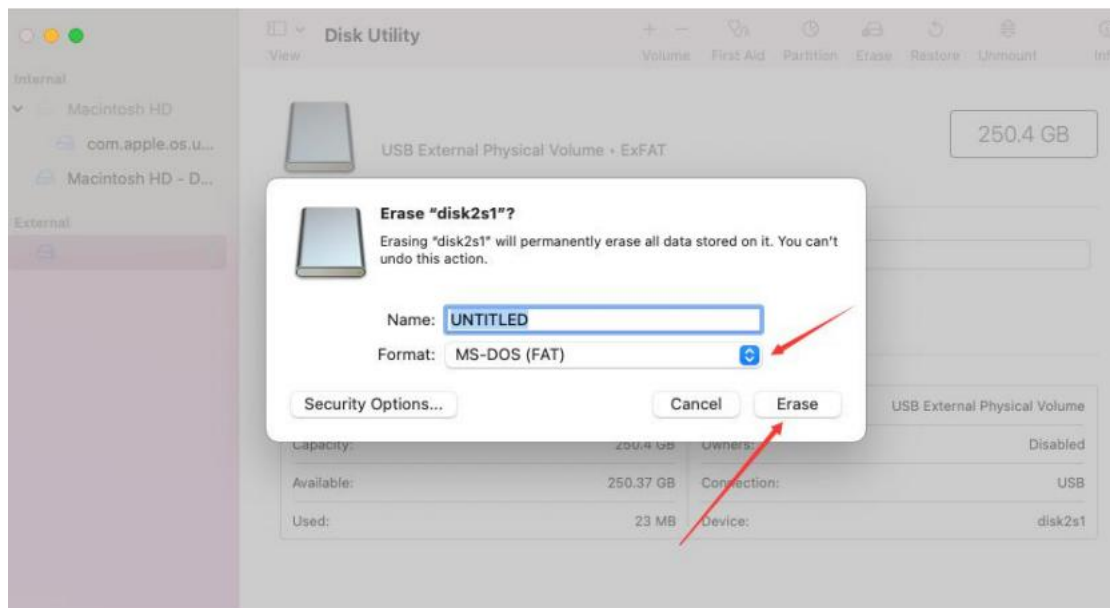 Disk Utility
View
Volume
First Aid
Partition
Erase
Restore
Unmount
Internal
Macintosh HD
com.apple.os.u...
Macintosh HD - D...
External
USB External Physical Volume • ExFAT
250.4 GB
Erase “disk2s1”?
Erasing “disk2s1” will permanently erase all data stored on it. You can’t
undo this action.
Name: UNTITLED
Format: MS-DOS (FAT)
Security Options...
Cancel
Erase
USB External Physical Volume
Capacity: 250.4 GB
Owners: Disabled
Available: 250.37 GB
Connection: USB
Used: 23 MB
Device: disk2s1